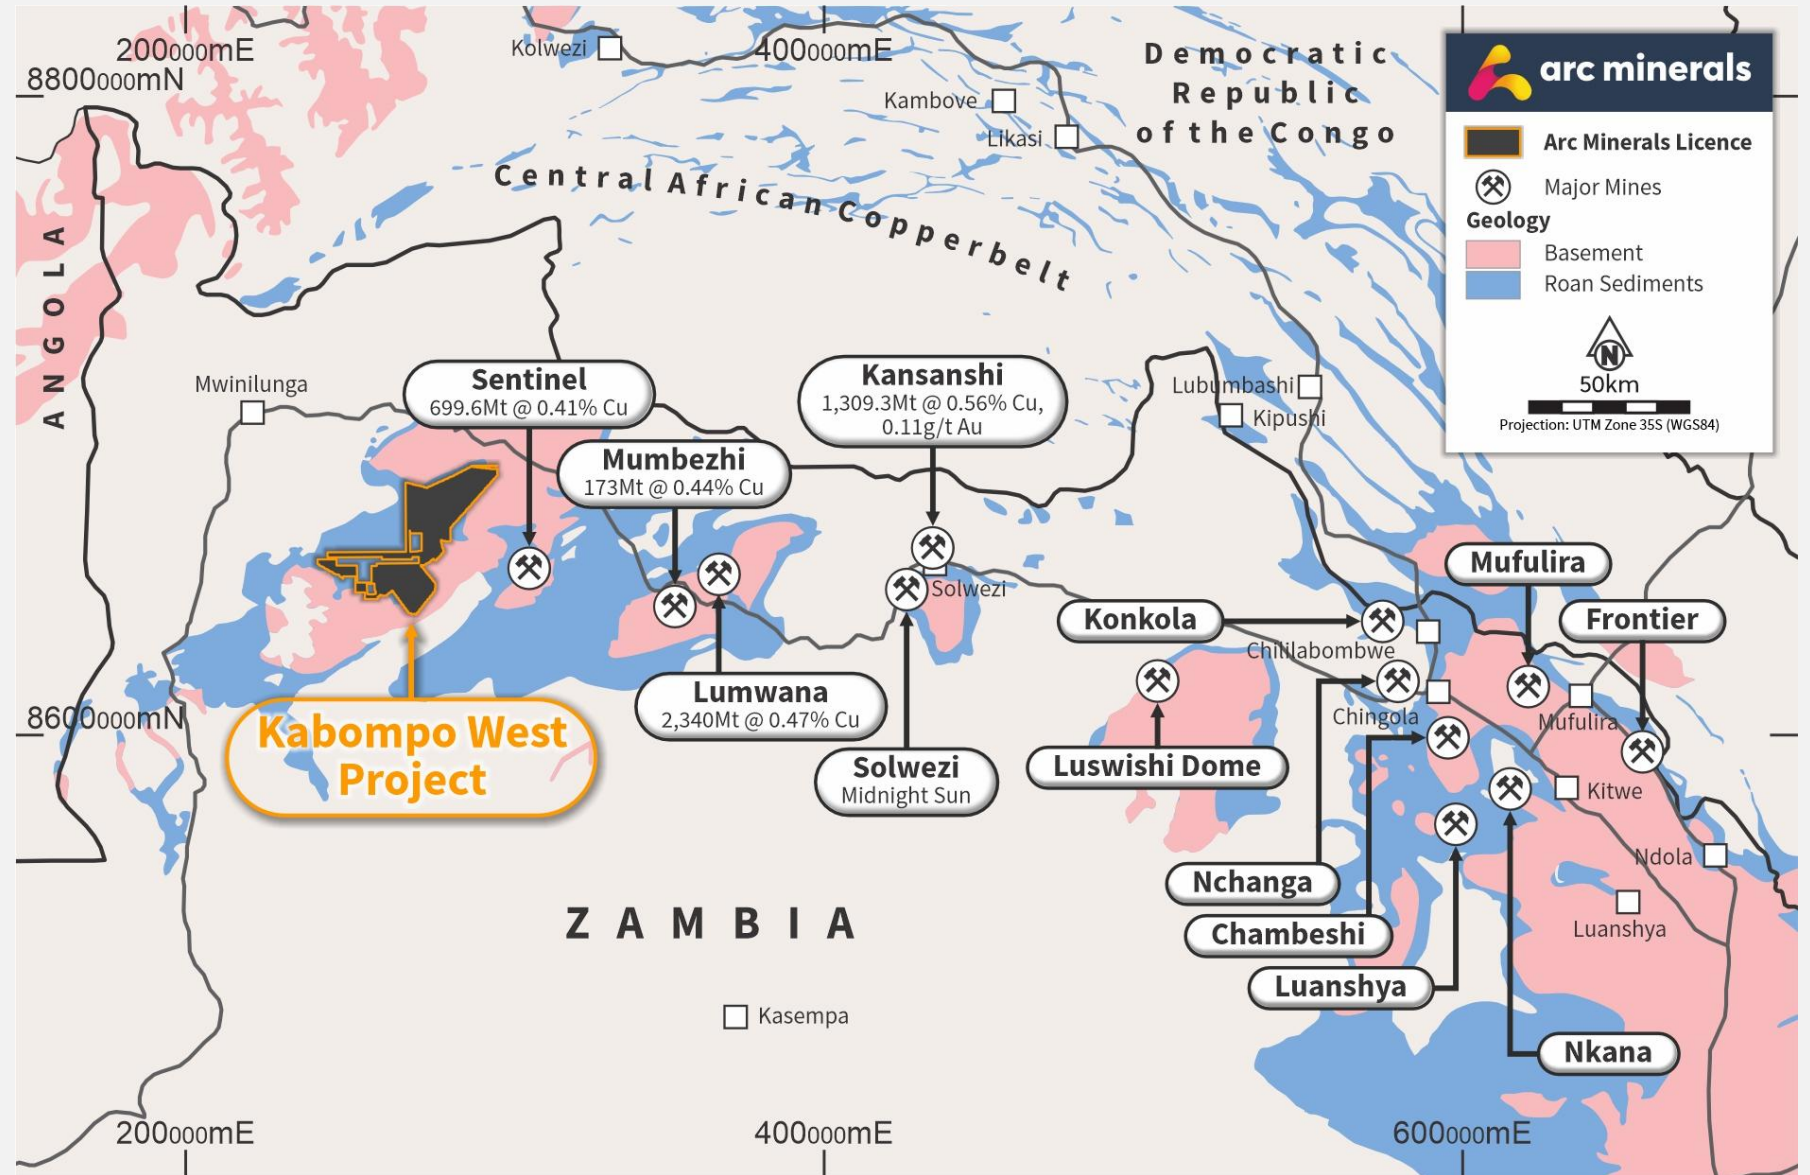 200000mE
400000mE
8800000mN
Kolwezi
Kambove
Likasi
Democratic
Republic
of the Congo
Central African Copperbelt
ANGOLA
arc minerals
Arc Minerals Licence
Major Mines
Geology
Basement
Roan Sediments
N
50km
Projection: UTM Zone 35S (WGS84)
Mwinilunga
Sentinel
699.6Mt @ 0.41% Cu
Kansanshi
1,309.3Mt @ 0.56% Cu,
0.11g/t Au
Lubumbashi
Kipushi
Mumbezhi
173Mt @ 0.44% Cu
Solwezi
Mufulira
Konkola
Frontier
Chililabombwe
Lumwana
2,340Mt @ 0.47% Cu
8600000mN
Kabompo West
Project
Chingola
Mufulira
Solwezi
Midnight Sun
Luswishi Dome
Kitwe
Ndola
Nchanga
Luanshya
ZAMBIA
Chambeshi
Luanshya
Kasempa
Nkana
200000mE
400000mE
600000mE